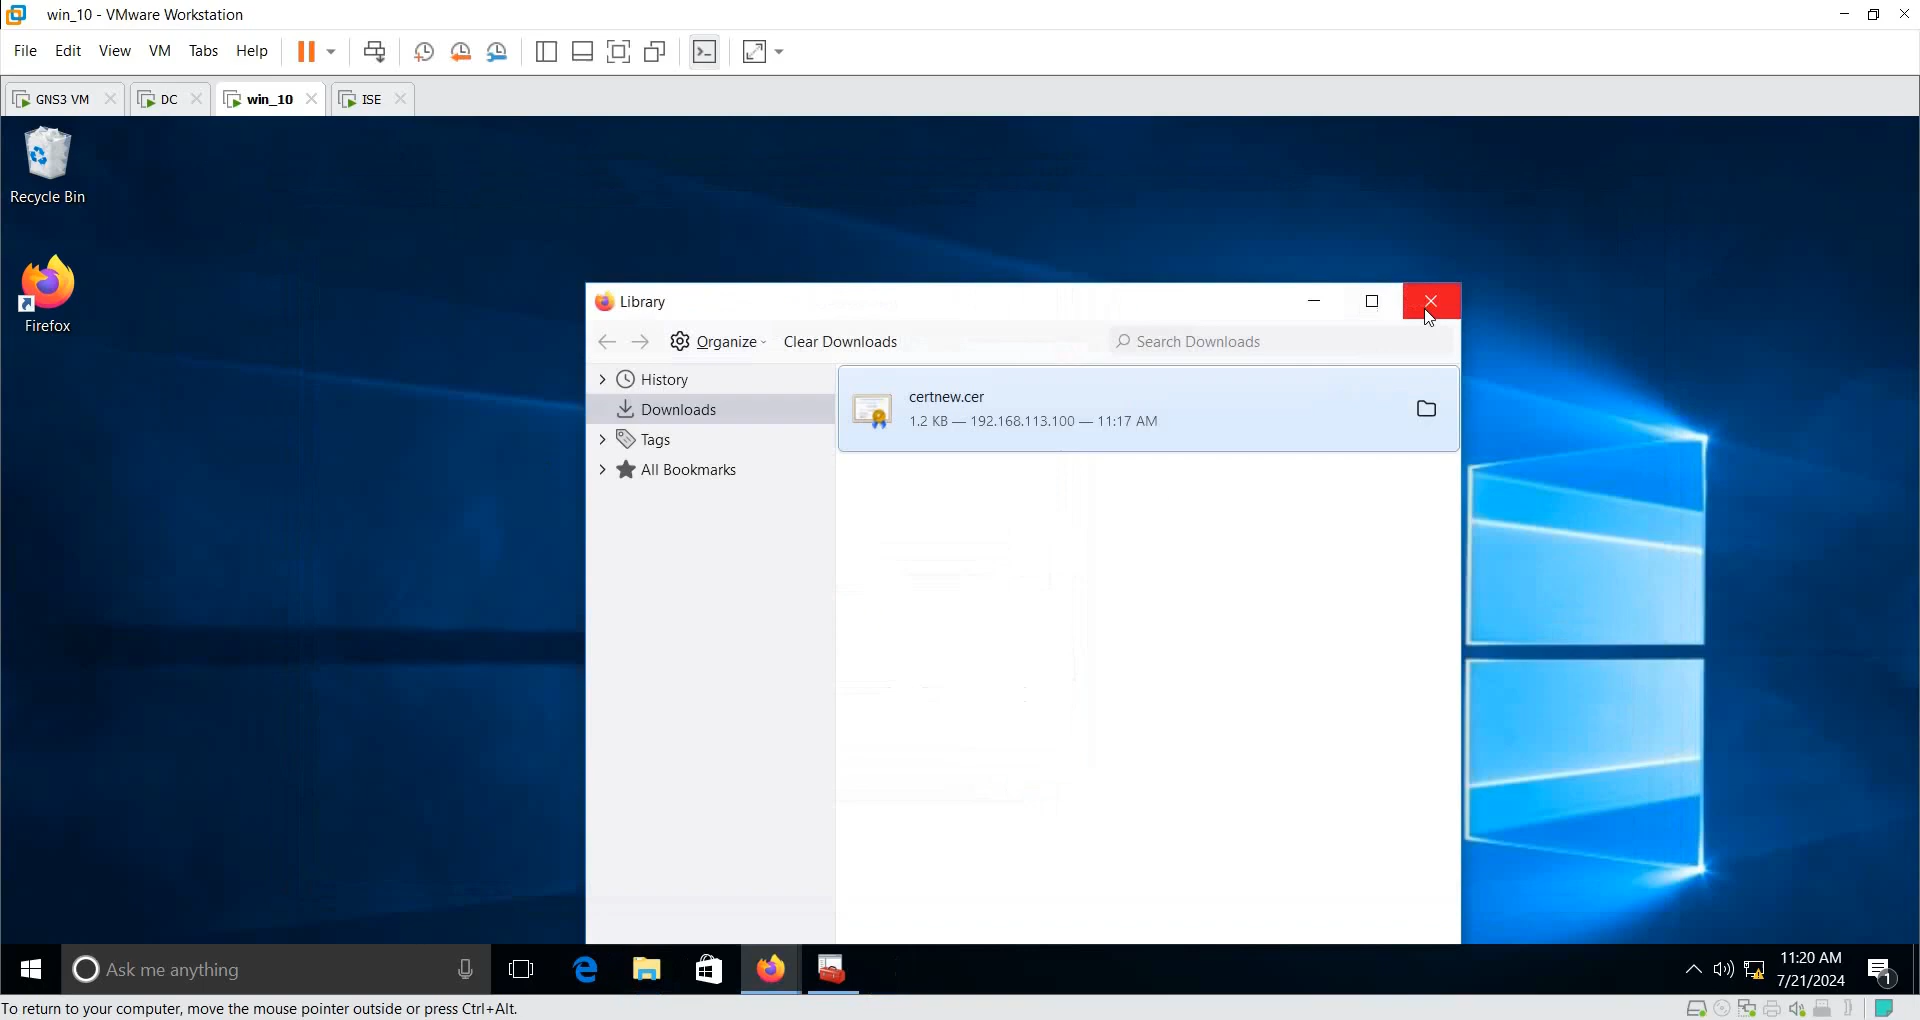 win_10 - VMware Workstation
File Edit View VM Tabs Help
GNS3 VM DC win_10 ISE
Recycle Bin
Firefox
Library
Organize Clear Downloads Search Downloads
History
Downloads
Tags
All Bookmarks
certnew.cer
1.2 KB — 192.168.113.100 — 11:17 AM
Ask me anything
11:20 AM
7/21/2024
1
To return to your computer, move the mouse pointer outside or press Ctrl+Alt.